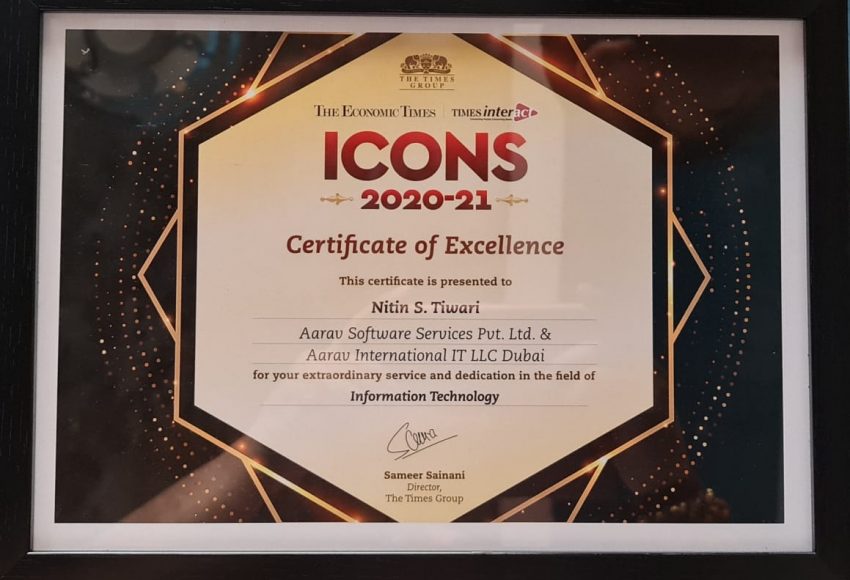 THE TIMES
GROUP
THE ECONOMIC TIMES | TIMES interact
ICONS
2020-21
Certificate of Excellence
This certificate is presented to
Nitin S. Tiwari
Aarav Software Services Pvt. Ltd. &
Aarav International IT LLC Dubai
for your extraordinary service and dedication in the field of
Information Technology
Sameer Sainani
Director,
The Times Group